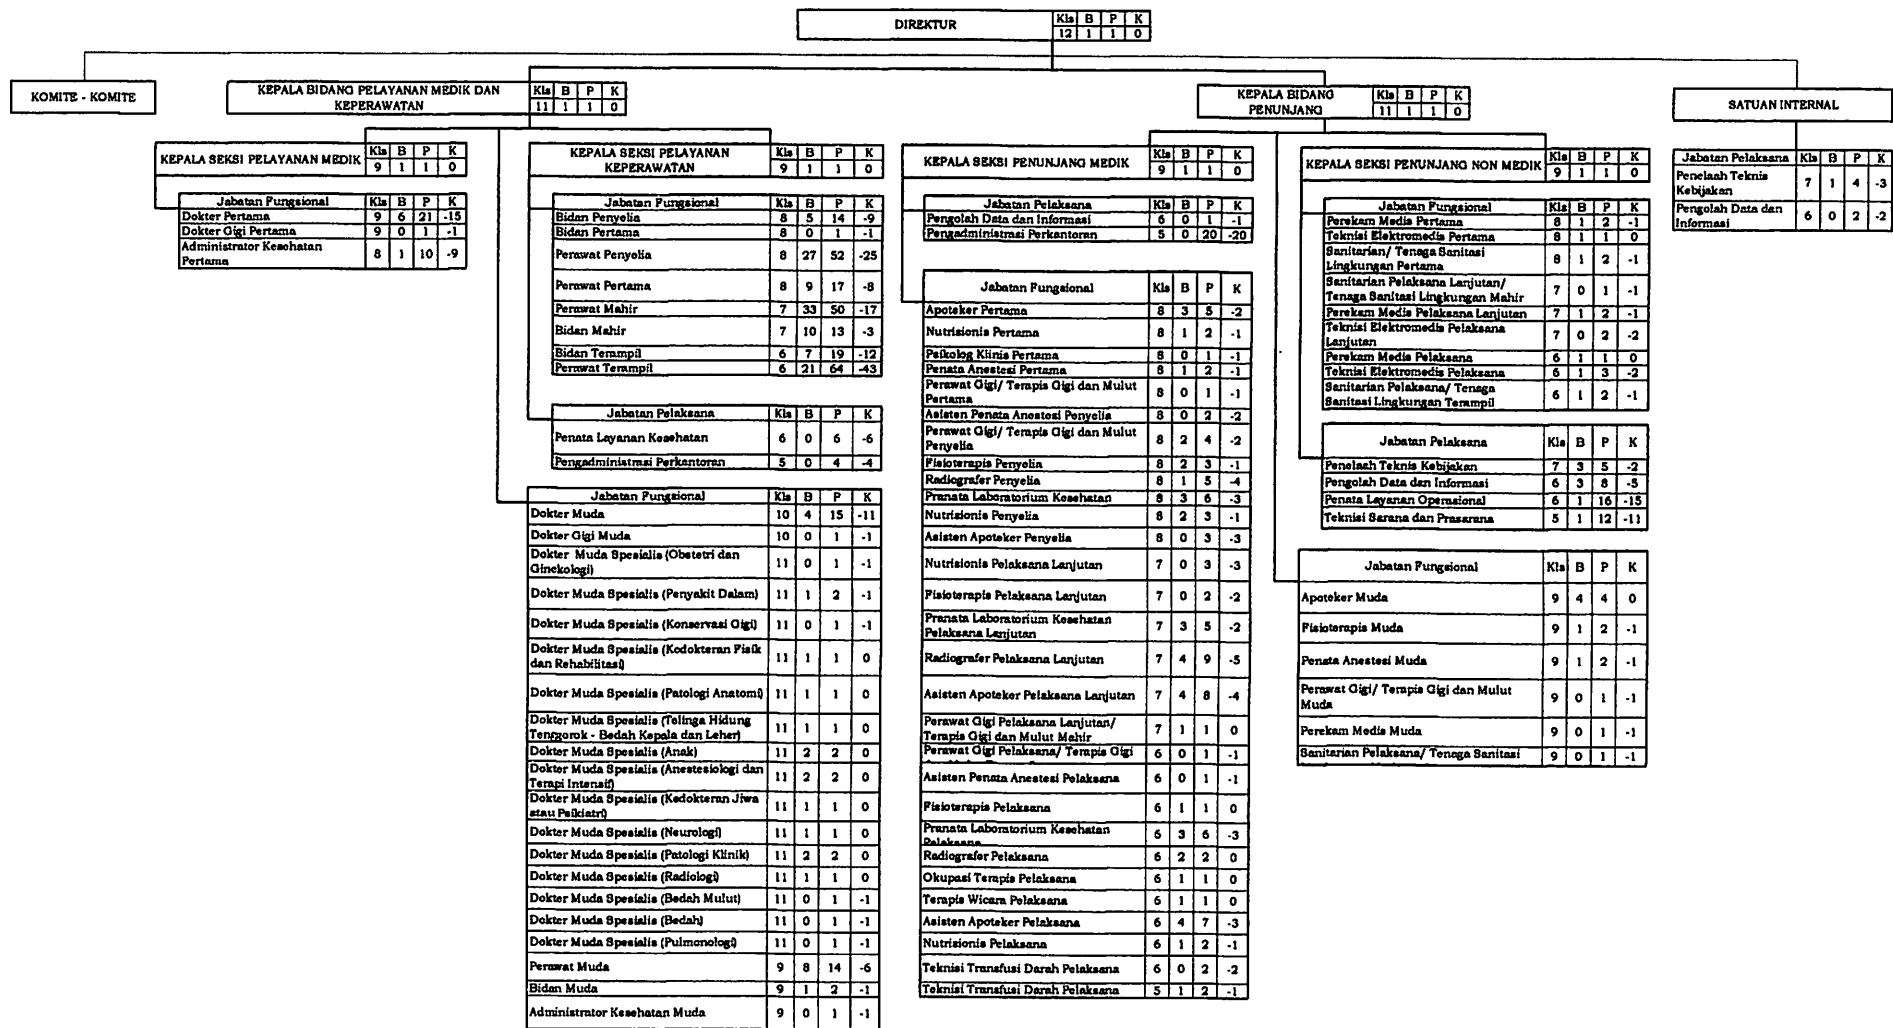 DIREKTUR Kls B P K
12 1 1 0
KOMITE - KOMITE
KEPALA BIDANG PELAYANAN MEDIK DAN KEPERAWATAN Kls B P K
11 1 1 0
KEPALA BIDANG PENUNJANG Kls B P K
11 1 1 0
SATUAN INTERNAL
Jabatan Pelaksana Kls B P K
Penelaah Teknis
Kebijakan 7 1 4 -3
Pengolah Data dan
Informasi 6 0 2 -2
KEPALA SEKSI PELAYANAN MEDIK Kls B P K
9 1 1 0
Jabatan Fungsional Kls B P K
Dokter Pertama 9 6 21 -15
Dokter Gigi Pertama 9 0 1 -1
Administrator Kesehatan
Pertama 8 1 10 -9
KEPALA SEKSI PELAYANAN
KEPERAWATAN Kls B P K
9 1 1 0
Jabatan Fungsional Kls B P K
Bidan Penyelia 8 5 14 -9
Bidan Pertama 8 0 1 -1
Perawat Penyelia 8 27 52 -25
Perawat Pertama 8 9 17 -8
Perawat Mahir 7 33 50 -17
Bidan Mahir 7 10 13 -3
Bidan Terampil 6 7 19 -12
Perawat Terampil 6 21 64 -43
Jabatan Pelaksana Kls B P K
Penata Layanan Kesehatan 6 0 6 -6
Pengadministrasi Perkantoran 5 0 4 -4
Jabatan Fungsional Kls B P K
Dokter Muda 10 4 15 -11
Dokter Gigi Muda 10 0 1 -1
Dokter Muda Spesialis (Obstetri dan
Ginekologi) 11 0 1 -1
Dokter Muda Spesialis (Penyakit Dalam) 11 1 2 -1
Dokter Muda Spesialis (Konservasi Gigi) 11 0 1 -1
Dokter Muda Spesialis (Kedokteran Fisik
dan Rehabilitasi) 11 1 1 0
Dokter Muda Spesialis (Patologi Anatomi) 11 1 1 0
Dokter Muda Spesialis (Telinga Hidung
Tenggorok - Bedah Kepala dan Leher) 11 1 1 0
Dokter Muda Spesialis (Anak) 11 2 2 0
Dokter Muda Spesialis (Anestesiologi dan
Terapi Intensif) 11 2 2 0
Dokter Muda Spesialis (Kedokteran Jiwa
atau Psikiatri) 11 1 1 0
Dokter Muda Spesialis (Neurologi) 11 1 1 0
Dokter Muda Spesialis (Patologi Klinik) 11 2 2 0
Dokter Muda Spesialis (Radiologi) 11 1 1 0
Dokter Muda Spesialis (Bedah Mulut) 11 0 1 -1
Dokter Muda Spesialis (Bedah) 11 0 1 -1
Dokter Muda Spesialis (Pulmonologi) 11 0 1 -1
Perawat Muda 9 8 14 -6
Bidan Muda 9 1 2 -1
Administrator Kesehatan Muda 9 0 1 -1
KEPALA SEKSI PENUNJANG MEDIK Kls B P K
9 1 1 0
Jabatan Pelaksana Kls B P K
Pengolah Data dan Informasi 6 0 1 -1
Pengadministrasi Perkantoran 5 0 20 -20
Jabatan Fungsional Kls B P K
Apoteker Pertama 8 3 5 -2
Nutrisionis Pertama 8 1 2 -1
Psikolog Klinis Pertama 8 0 1 -1
Penata Anestesi Pertama 8 1 2 -1
Perawat Gigi/ Terapis Gigi dan Mulut
Pertama 8 0 1 -1
Asisten Penata Anestesi Penyelia 8 0 2 -2
Perawat Gigi/ Terapis Gigi dan Mulut
Penyelia 8 2 4 -2
Fisioterapis Penyelia 8 2 3 -1
Radiografer Penyelia 8 1 5 -4
Pranata Laboratorium Kesehatan 8 3 6 -3
Nutrisionis Penyelia 8 2 3 -1
Asisten Apoteker Penyelia 8 0 3 -3
Nutrisionis Pelaksana Lanjutan 7 0 3 -3
Fisioterapis Pelaksana Lanjutan 7 0 2 -2
Pranata Laboratorium Kesehatan
Pelaksana Lanjutan 7 3 5 -2
Radiografer Pelaksana Lanjutan 7 4 9 -5
Asisten Apoteker Pelaksana Lanjutan 7 4 8 -4
Perawat Gigi Pelaksana Lanjutan/
Terapis Gigi dan Mulut Mahir 7 1 1 0
Perawat Gigi Pelaksana/ Terapis Gigi 6 0 1 -1
Asisten Penata Anestesi Pelaksana 6 0 1 -1
Fisioterapis Pelaksana 6 1 1 0
Pranata Laboratorium Kesehatan
Pelaksana 6 3 6 -3
Radiografer Pelaksana 6 2 2 0
Okupasi Terapis Pelaksana 6 1 1 0
Terapis Wicara Pelaksana 6 1 1 0
Asisten Apoteker Pelaksana 6 4 7 -3
Nutrisionis Pelaksana 6 1 2 -1
Teknisi Transfusi Darah Pelaksana 6 0 2 -2
Teknisi Transfusi Darah Pelaksana 5 1 2 -1
KEPALA SEKSI PENUNJANG NON MEDIK Kls B P K
9 1 1 0
Jabatan Fungsional Kls B P K
Perekam Medis Pertama 8 1 2 -1
Teknisi Elektromedis Pertama 8 1 1 0
Sanitarian/ Tenaga Sanitasi
Lingkungan Pertama 8 1 2 -1
Sanitarian Pelaksana Lanjutan/
Tenaga Sanitasi Lingkungan Mahir 7 0 1 -1
Perekam Medis Pelaksana Lanjutan 7 1 2 -1
Teknisi Elektromedis Pelaksana
Lanjutan 7 0 2 -2
Perekam Medis Pelaksana 6 1 1 0
Teknisi Elektromedis Pelaksana 6 1 3 -2
Sanitarian Pelaksana/ Tenaga
Sanitasi Lingkungan Terampil 6 1 2 -1
Jabatan Pelaksana Kls B P K
Penelaah Teknis Kebijakan 7 3 5 -2
Pengolah Data dan Informasi 6 3 8 -5
Penata Layanan Operasional 6 1 16 -15
Teknisi Sarana dan Prasarana 5 1 12 -11
Jabatan Fungsional Kls B P K
Apoteker Muda 9 4 4 0
Fisioterapis Muda 9 1 2 -1
Penata Anestesi Muda 9 1 2 -1
Perawat Gigi/ Terapis Gigi dan Mulut
Muda 9 0 1 -1
Perekam Medis Muda 9 0 1 -1
Sanitarian Pelaksana/ Tenaga Sanitasi 9 0 1 -1